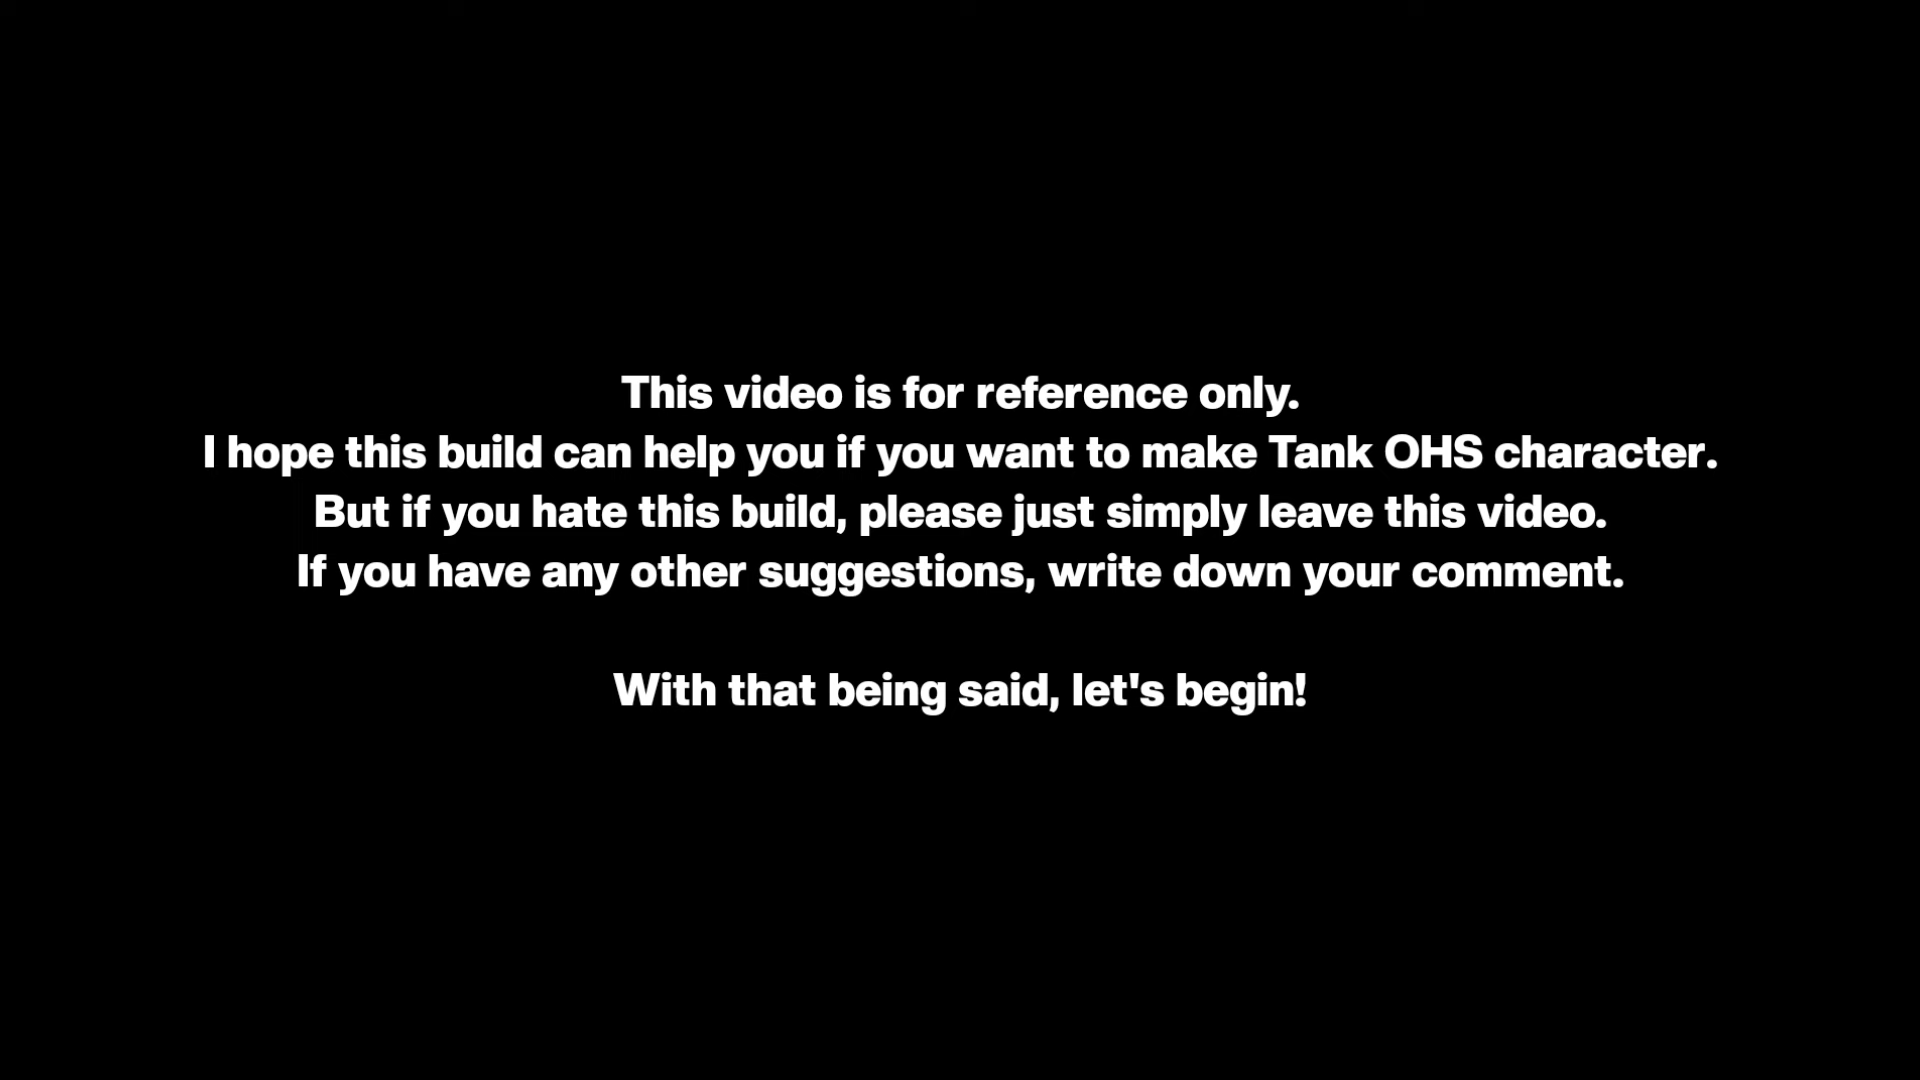 This video is for reference only.
I hope this build can help you if you want to make Tank OHS character.
But if you hate this build, please just simply leave this video.
If you have any other suggestions, write down your comment.
With that being said, let's begin!